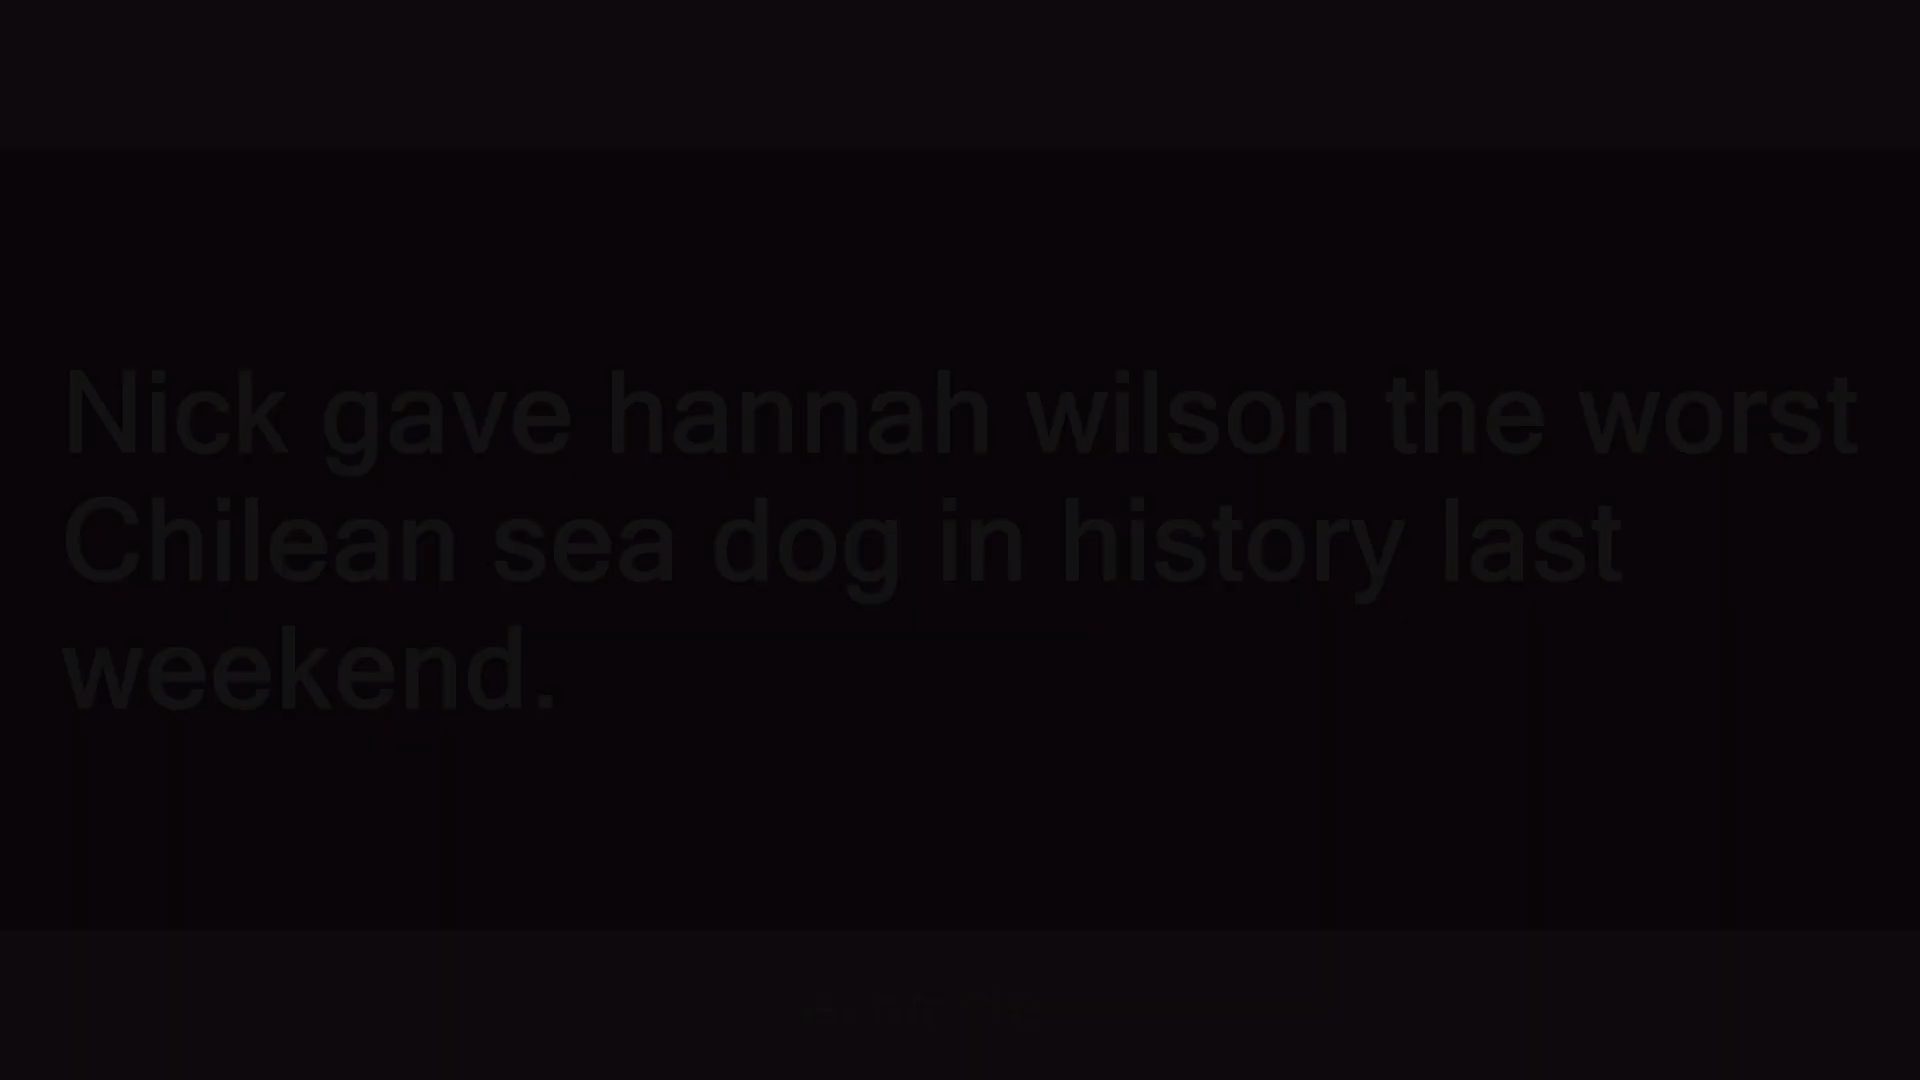 Nick gave hannah wilson the worst
Chilean sea dog in history last
weekend.